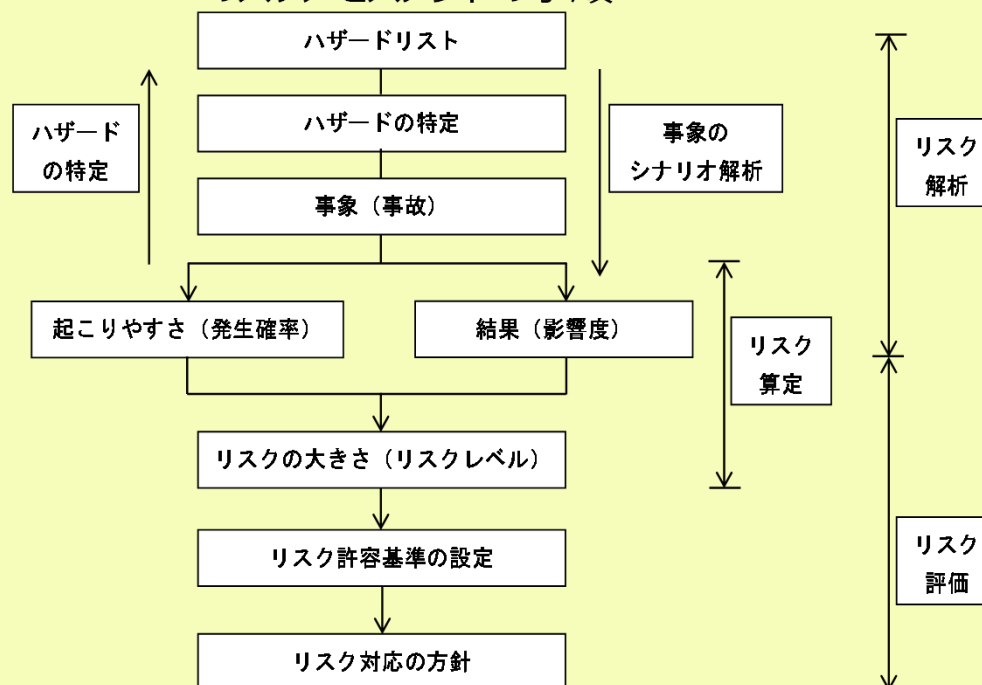 ハザードリスト
ハザードの特定
事象（事故）
ハザード
の特定
事象の
シナリオ解析
起こりやすさ（発生確率）
結果（影響度）
リスク
算定
リスクの大きさ（リスクレベル）
リスク許容基準の設定
リスク対応の方針
リスク
解析
リスク
評価